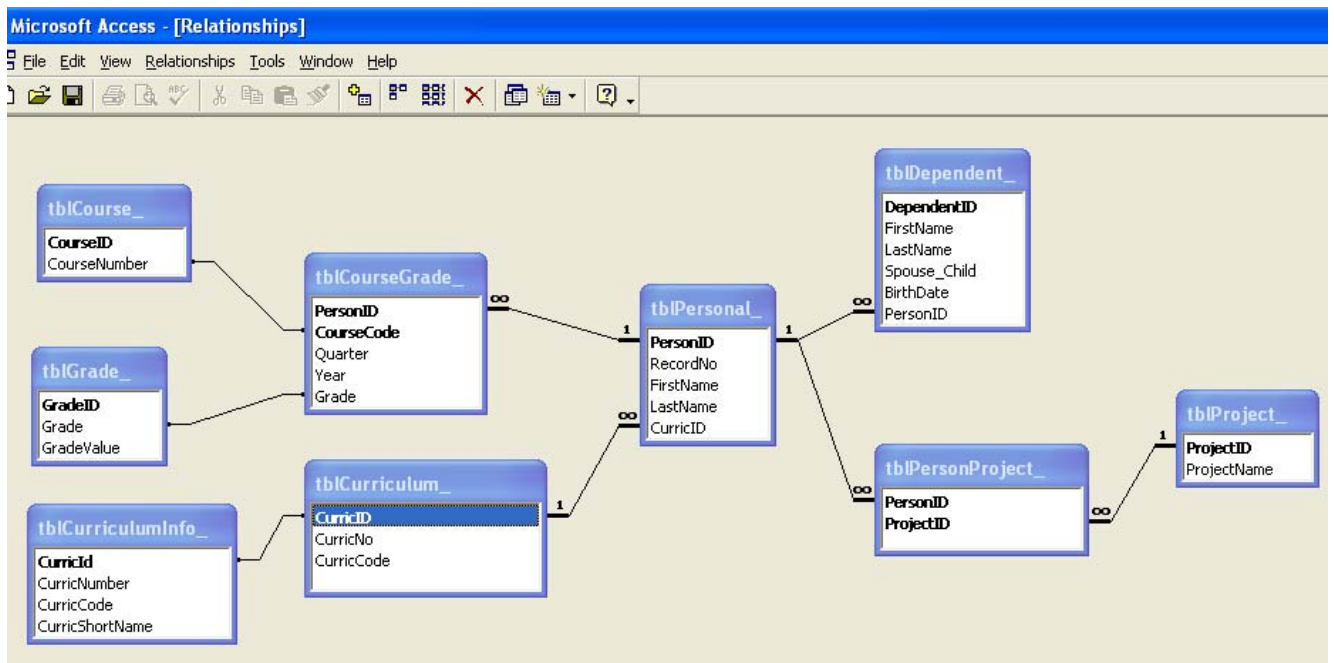 Microsoft Access - [Relationships]
File Edit View Relationships Tools Window Help
ABC
tblCourse_
CourseID
CourseNumber
tblGrade_
GradeID
Grade
GradeValue
tblCurriculumInfo_
CurricId
CurricNumber
CurricCode
CurricShortName
tblCourseGrade_
PersonID
CourseCode
Quarter
Year
Grade
∞
1
tblCurriculum_
CurricID
CurricNo
CurricCode
1
∞
tblPersonal_
PersonID
RecordNo
FirstName
LastName
CurricID
1
tblDependent_
DependentID
FirstName
LastName
Spouse_Child
BirthDate
PersonID
∞
tblPersonProject_
PersonID
ProjectID
∞
∞
1
tblProject_
ProjectID
ProjectName